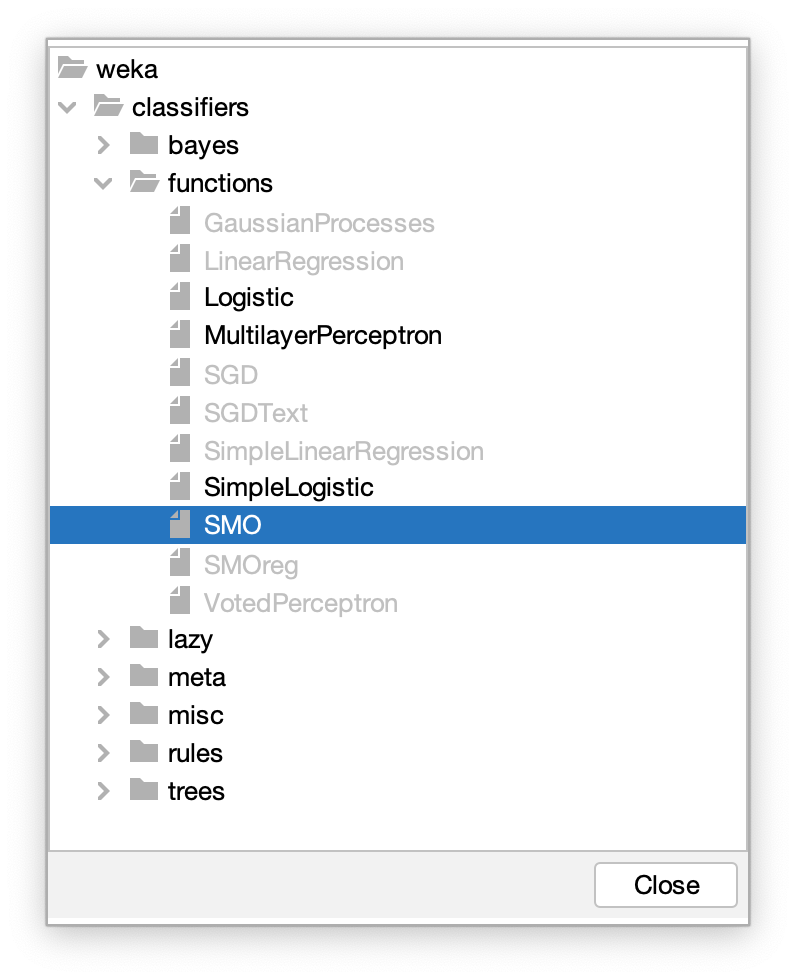 weka
classifiers
bayes
functions
GaussianProcesses
LinearRegression
Logistic
MultilayerPerceptron
SGD
SGDText
SimpleLinearRegression
SimpleLogistic
SMO
SMOreg
VotedPerceptron
lazy
meta
misc
rules
trees
Close